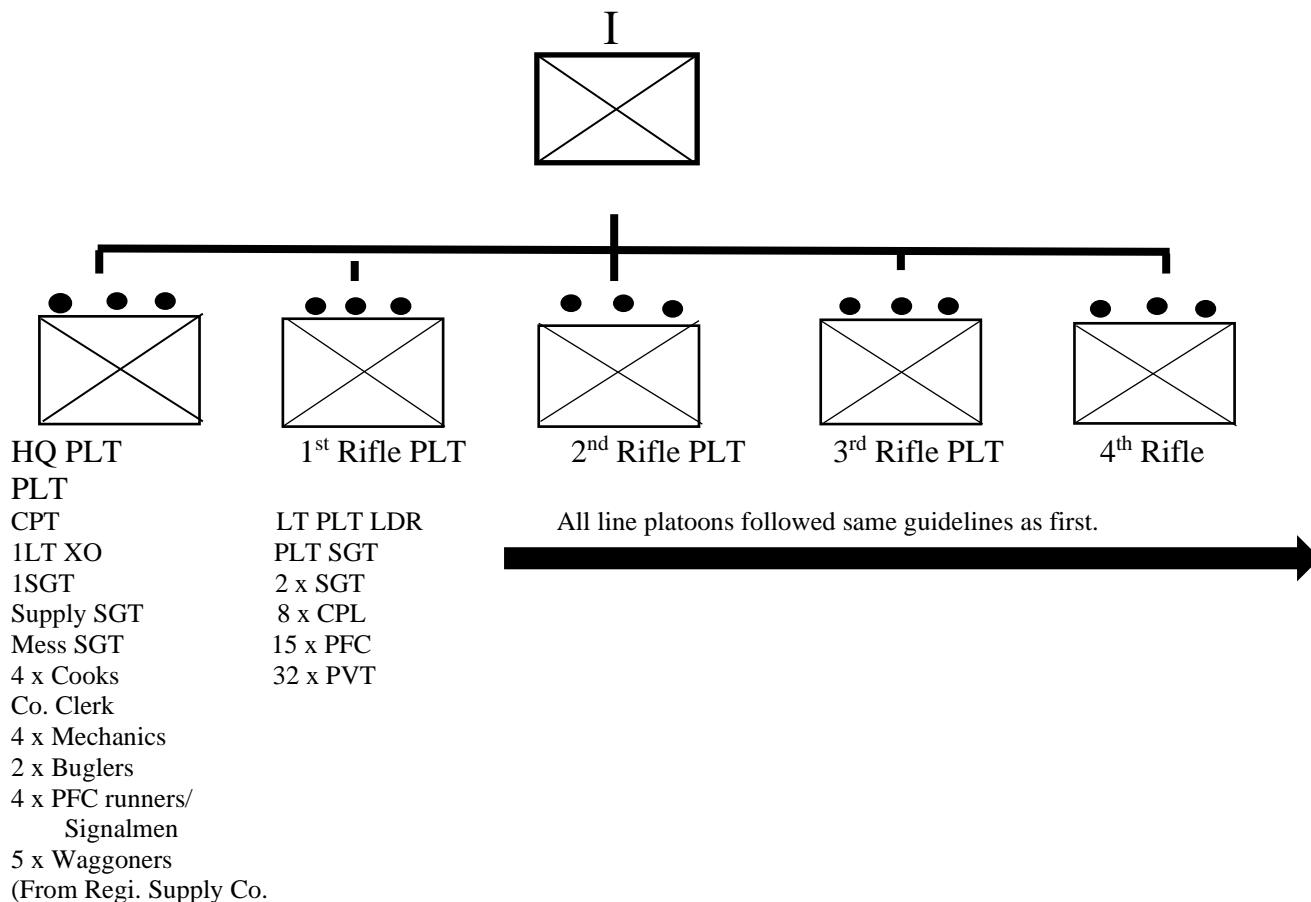 I
HQ PLT 1st Rifle PLT 2nd Rifle PLT 3rd Rifle PLT 4th Rifle
PLT
CPT LT PLT LDR All line platoons followed same guidelines as first.
1LT XO PLT SGT
1SGT 2 x SGT
Supply SGT 8 x CPL
Mess SGT 15 x PFC
4 x Cooks 32 x PVT
Co. Clerk
4 x Mechanics
2 x Buglers
4 x PFC runners/
Signalmen
5 x Waggoners
(From Regi. Supply Co.